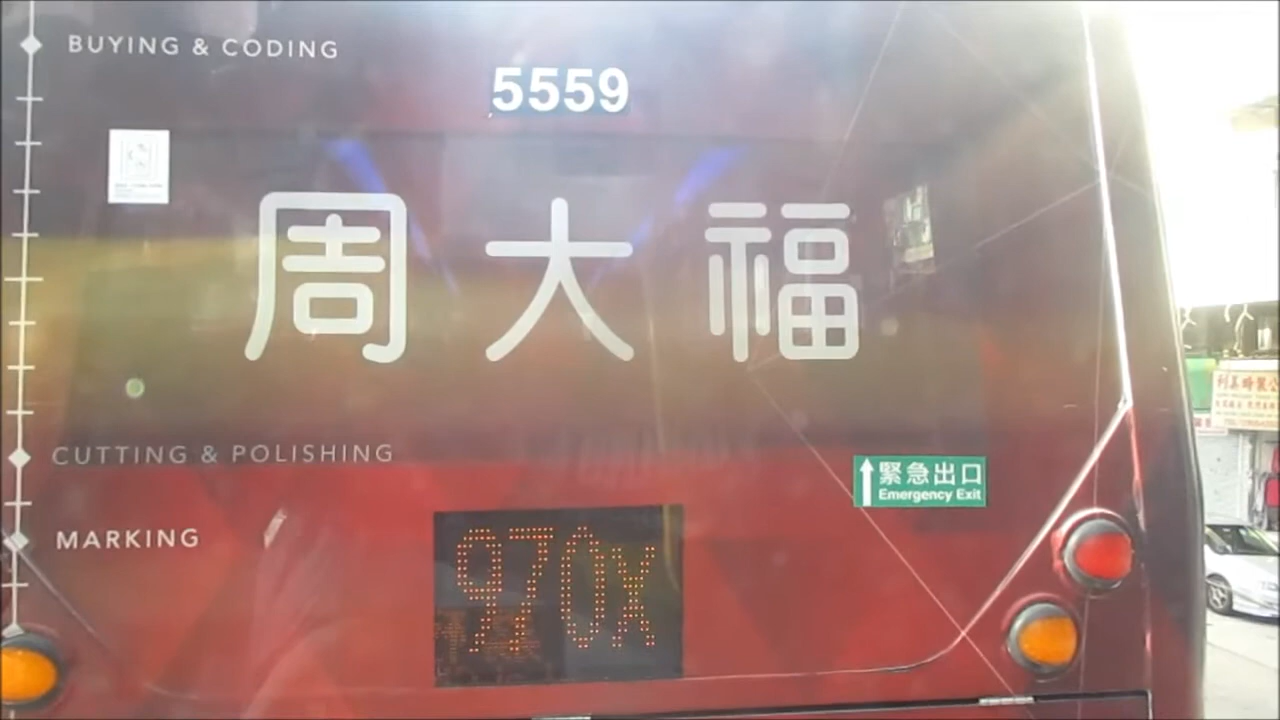 BUYING & CODING
5559
周大福
CUTTING & POLISHING
緊急出口
Emergency Exit
MARKING
970X